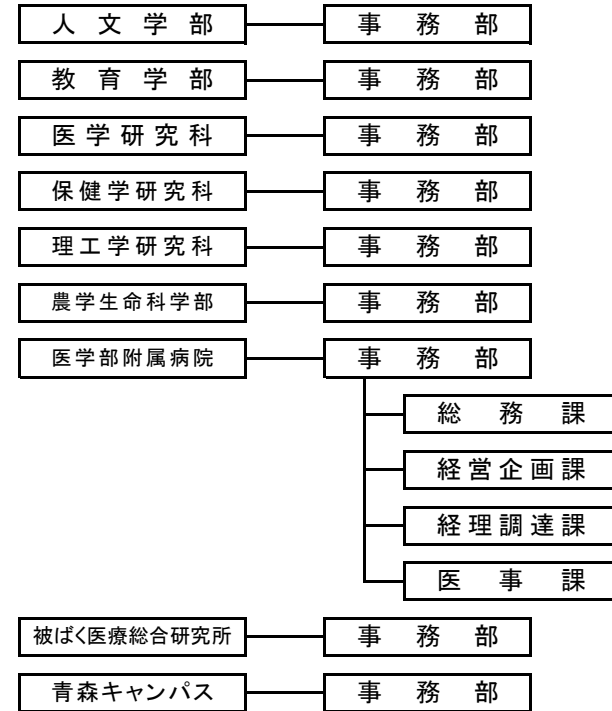 人文学部 事務部
教育学部 事務部
医学研究科 事務部
保健学研究科 事務部
理工学研究科 事務部
農学生命科学部 事務部
医学部附属病院 事務部
総務課
経営企画課
経理調達課
医事課
被ばく医療総合研究所 事務部
青森キャンパス 事務部